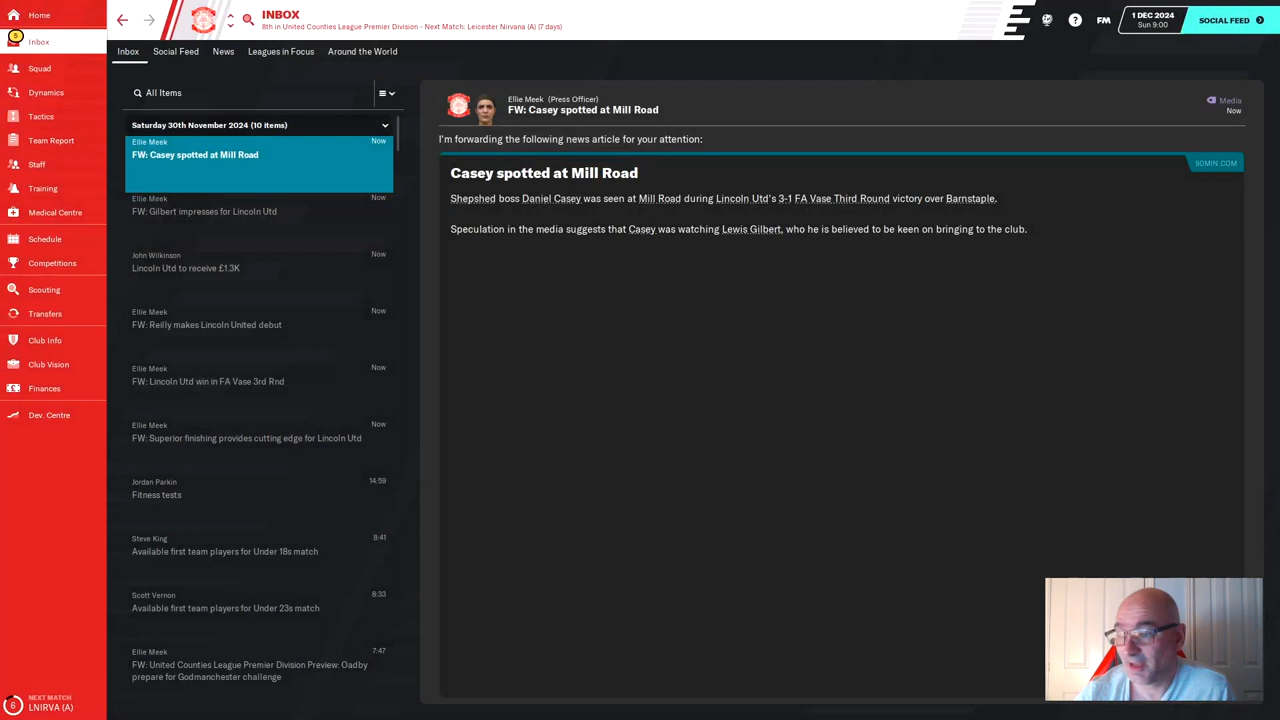 Home
5
Inbox
Squad
Dynamics
Tactics
Team Report
Staff
Training
Medical Centre
Schedule
Competitions
Scouting
Transfers
Club Info
Club Vision
Finances
Dev. Centre
6
NEXT MATCH
LNIRVA (A)
INBOX
8th in United Counties League Premier Division - Next Match: Leicester Nirvana (A) (7 days)
?
FM
1 DEC 2024
Sun 9:00
SOCIAL FEED
Inbox
Social Feed
News
Leagues in Focus
Around the World
All Items
Saturday 30th November 2024 (10 items)
Ellie Meek
Now
FW: Casey spotted at Mill Road
Ellie Meek
Now
FW: Gilbert impresses for Lincoln Utd
John Wilkinson
Now
Lincoln Utd to receive £1.3K
Ellie Meek
Now
FW: Reilly makes Lincoln United debut
Ellie Meek
Now
FW: Lincoln Utd win in FA Vase 3rd Rnd
Ellie Meek
Now
FW: Superior finishing provides cutting edge for Lincoln Utd
Jordan Parkin
14:59
Fitness tests
Steve King
8:41
Available first team players for Under 18s match
Scott Vernon
8:33
Available first team players for Under 23s match
Ellie Meek
7:47
FW: United Counties League Premier Division Preview: Oadby
prepare for Godmanchester challenge
Ellie Meek (Press Officer)
FW: Casey spotted at Mill Road
Media
Now
I'm forwarding the following news article for your attention:
90MIN.COM
Casey spotted at Mill Road
Shepshed boss Daniel Casey was seen at Mill Road during Lincoln Utd's 3-1 FA Vase Third Round victory over Barnstaple.
Speculation in the media suggests that Casey was watching Lewis Gilbert, who he is believed to be keen on bringing to the club.